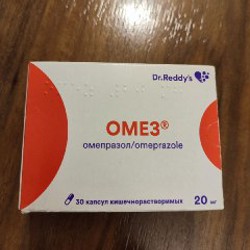 Dr.Reddy's
ОМЕЗ®
омепразол/omeprazole
30 капсул кишечнорастворимых
20 мг